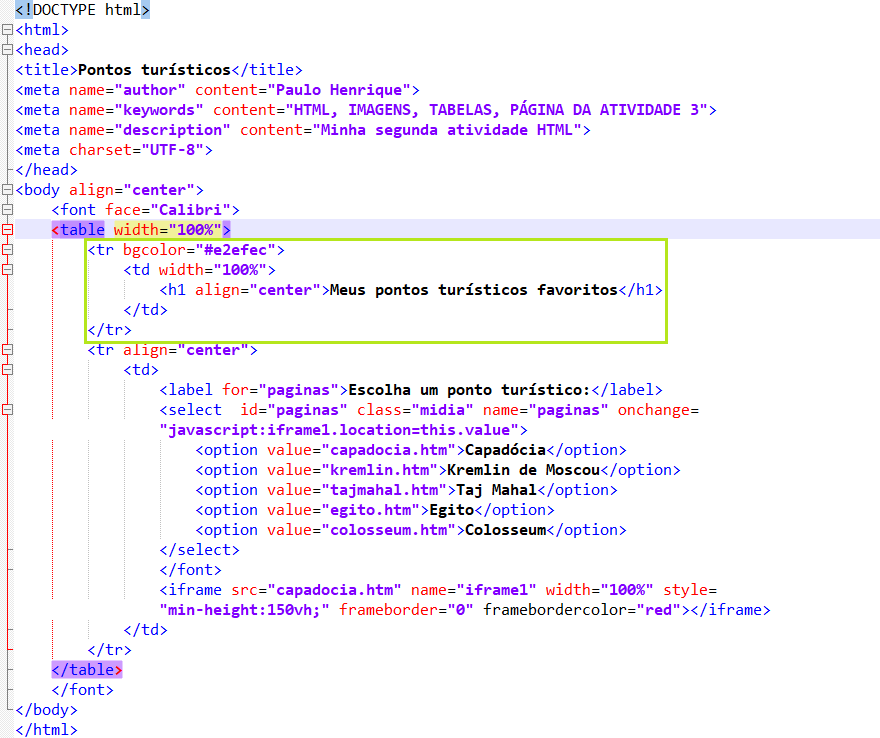 <!DOCTYPE html>
<html>
<head>
<title>Pontos turísticos</title>
<meta name="author" content="Paulo Henrique">
<meta name="keywords" content="HTML, IMAGENS, TABELAS, PÁGINA DA ATIVIDADE 3">
<meta name="description" content="Minha segunda atividade HTML">
<meta charset="UTF-8">
</head>
<body align="center">
    <font face="Calibri">
    <table width="100%">
        <tr bgcolor="#e2efec">
            <td width="100%">
                <h1 align="center">Meus pontos turísticos favoritos</h1>
            </td>
        </tr>
        <tr align="center">
            <td>
                <label for="paginas">Escolha um ponto turístico:</label>
                <select  id="paginas" class="midia" name="paginas" onchange=
                "javascript:iframe1.location=this.value">
                    <option value="capadocia.htm">Capadócia</option>
                    <option value="kremlin.htm">Kremlin de Moscou</option>
                    <option value="tajmahal.htm">Taj Mahal</option>
                    <option value="egito.htm">Egito</option>
                    <option value="colosseum.htm">Colosseum</option>
                </select>
                </font>
                <iframe src="capadocia.htm" name="iframe1" width="100%" style=
                "min-height:150vh;" frameborder="0" framebordercolor="red"></iframe>
            </td>
        </tr>
    </table>
    </font>
</body>
</html>